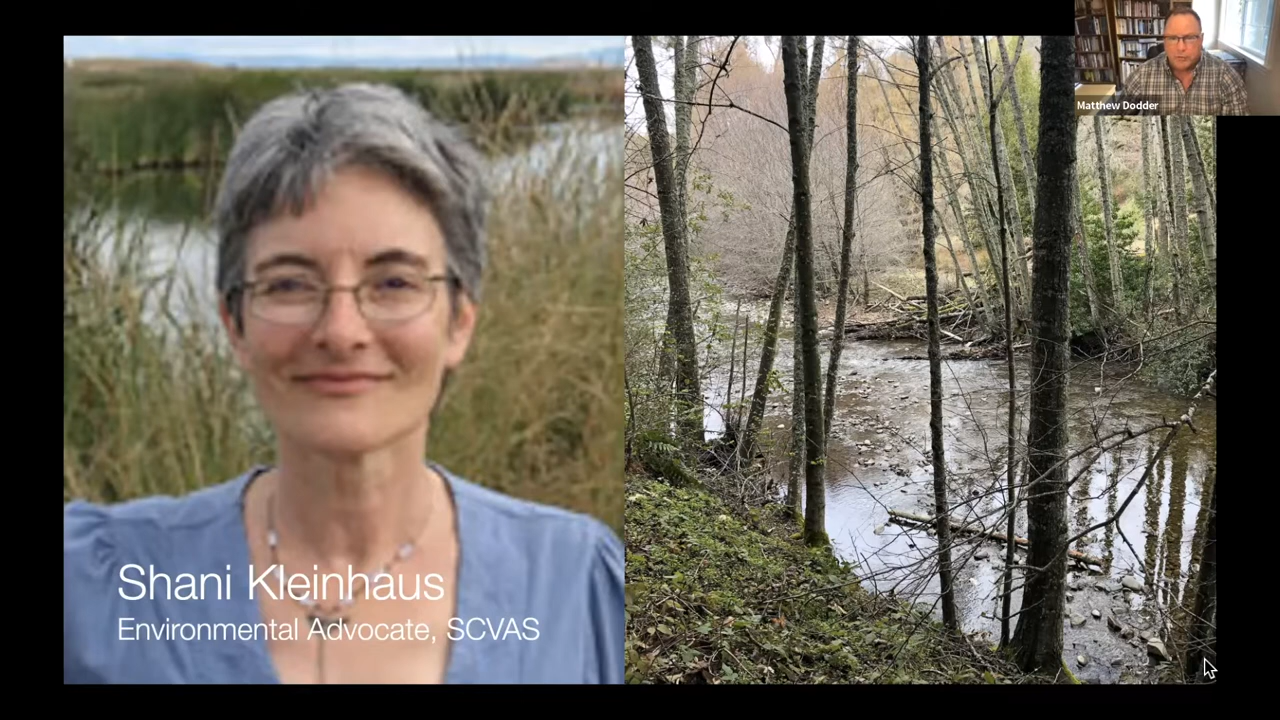 Matthew Dodder
Shani Kleinhaus
Environmental Advocate, SCVAS